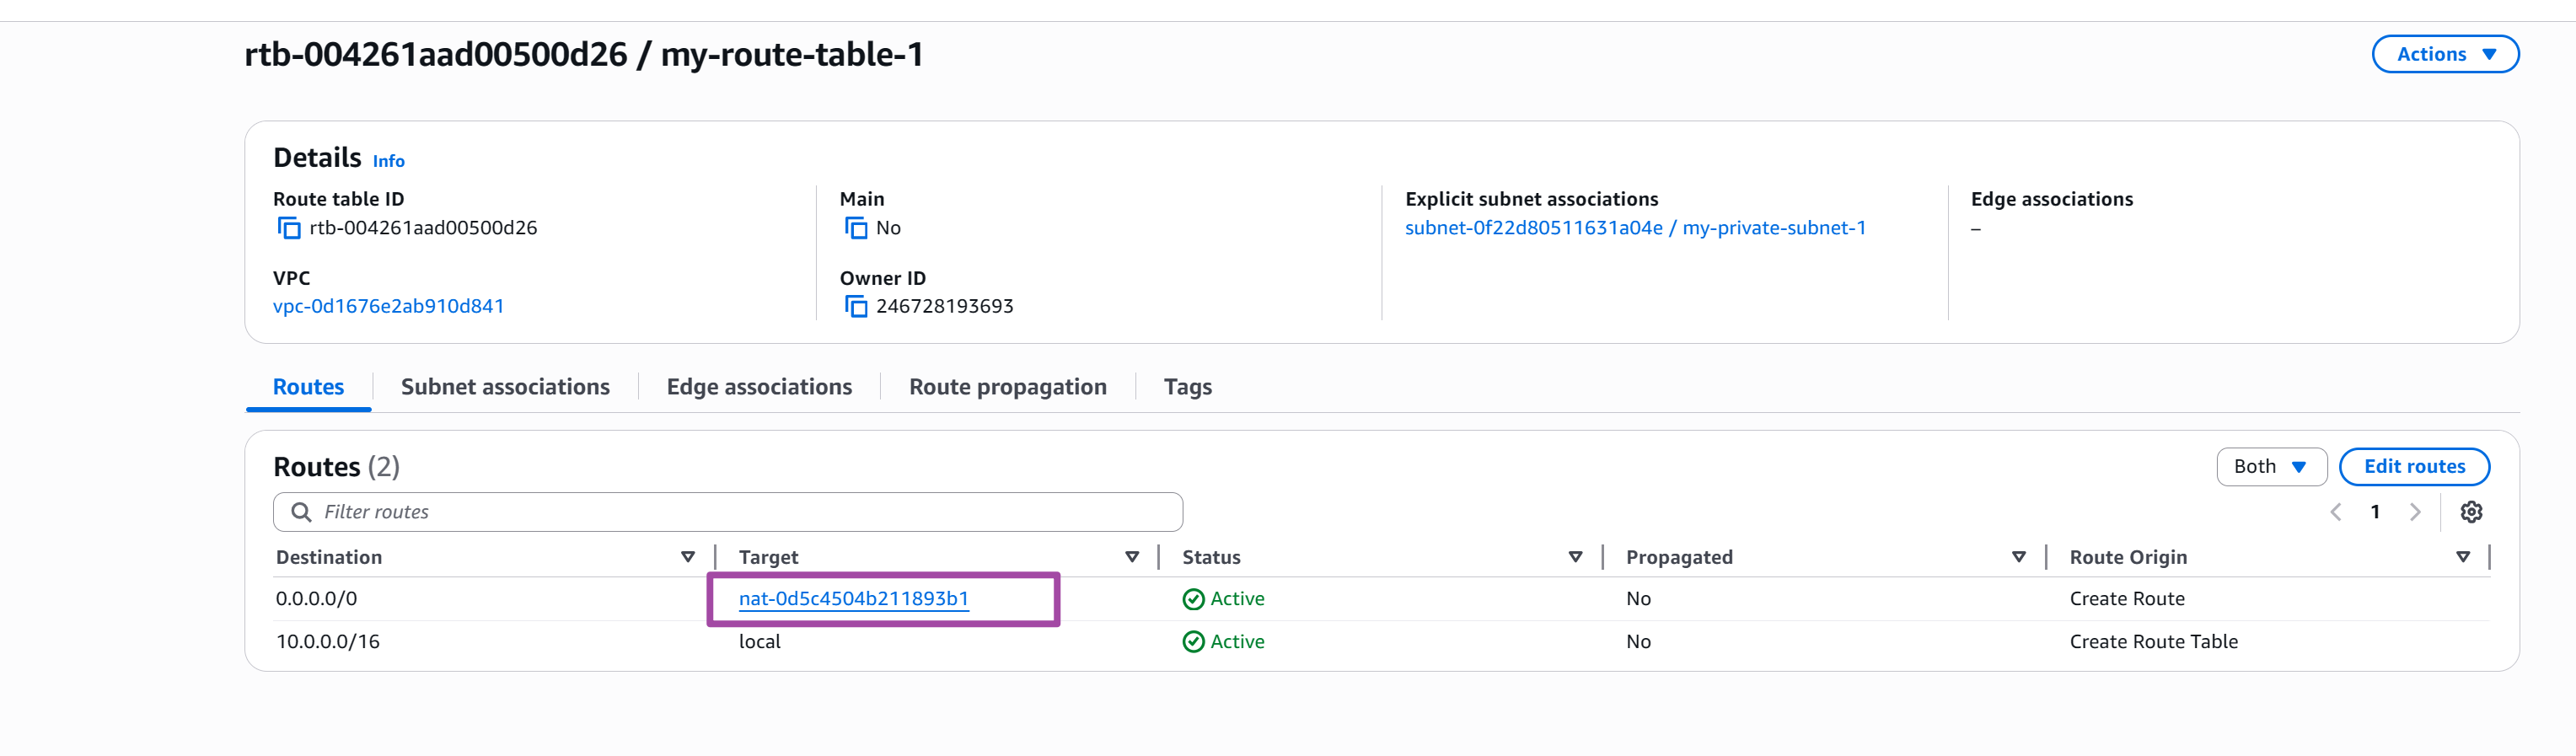 rtb-004261aad00500d26 / my-route-table-1
Actions
Details Info
Route table ID
rtb-004261aad00500d26
Main
No
Explicit subnet associations
subnet-0f22d80511631a04e / my-private-subnet-1
Edge associations
–
VPC
vpc-0d1676e2ab910d841
Owner ID
246728193693
Routes Subnet associations Edge associations Route propagation Tags
Routes (2)
Both Edit routes
Filter routes
1
Destination Target Status Propagated Route Origin
0.0.0.0/0 nat-0d5c4504b211893b1 Active No Create Route
10.0.0.0/16 local Active No Create Route Table